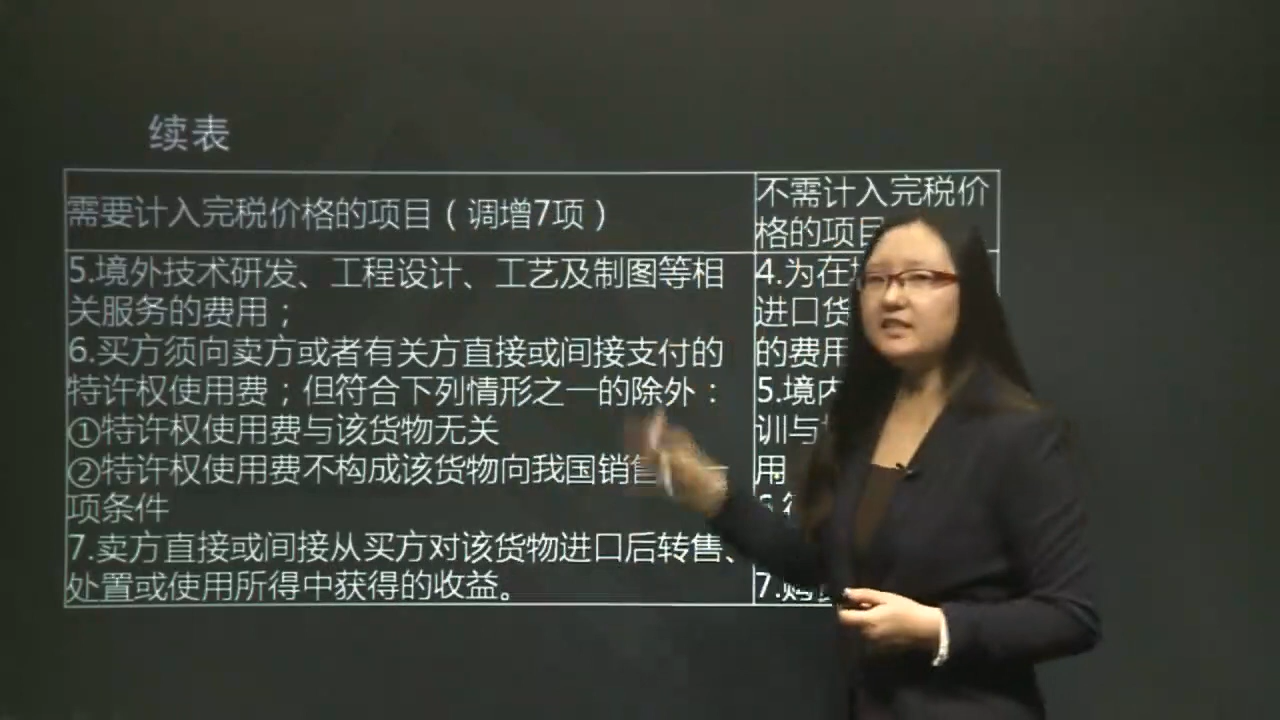 续表
需要计入完税价格的项目（调增7项）
不需计入完税价
格的项目
5.境外技术研发、工程设计、工艺及制图等相
关服务的费用；
6.买方须向卖方或者有关方直接或间接支付的
特许权使用费；但符合下列情形之一的除外：
①特许权使用费与该货物无关
②特许权使用费不构成该货物向我国销售一
项条件
7.卖方直接或间接从买方对该货物进口后转售、
处置或使用所得中获得的收益。
4.为在
进口货
的费用
5.境内
训与
用
7.购